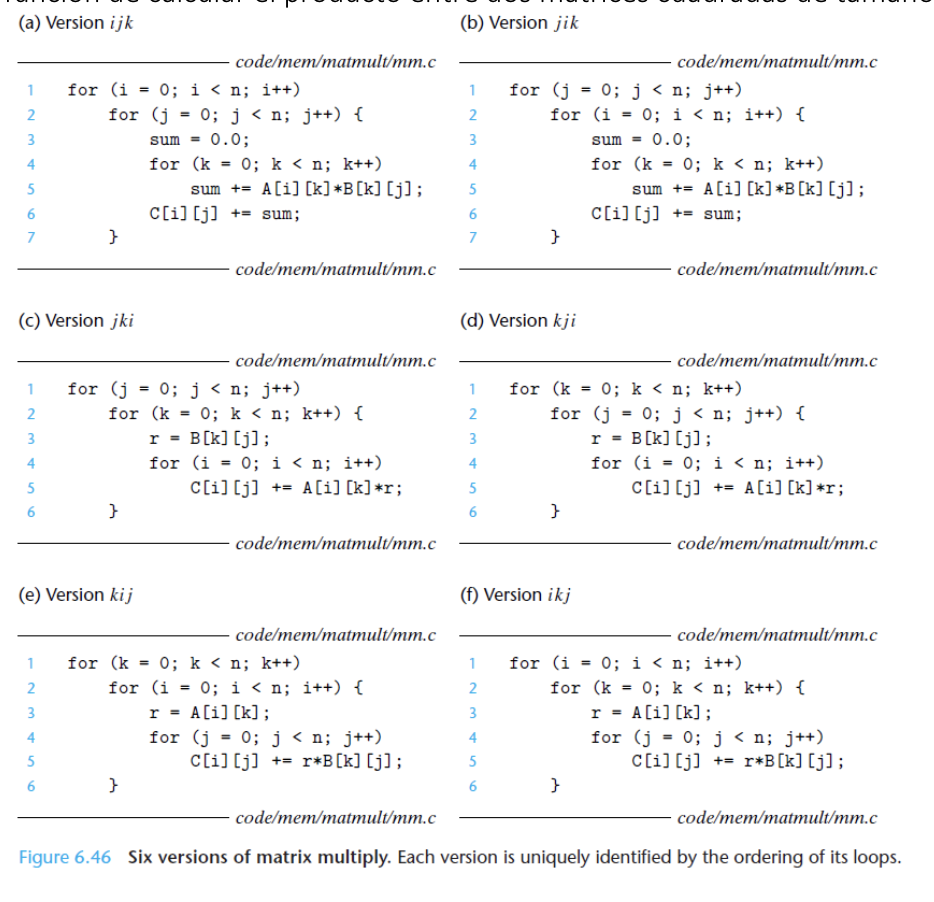 función de calcular el producto entre dos matrices cuadradas de tamaño
(a) Version ijk
code/mem/matmult/mm.c
1 for (i = 0; i < n; i++)
2 for (j = 0; j < n; j++) {
3 sum = 0.0;
4 for (k = 0; k < n; k++)
5 sum += A[i][k]*B[k][j];
6 C[i][j] += sum;
7 }
code/mem/matmult/mm.c
(b) Version jik
code/mem/matmult/mm.c
1 for (j = 0; j < n; j++)
2 for (i = 0; i < n; i++) {
3 sum = 0.0;
4 for (k = 0; k < n; k++)
5 sum += A[i][k]*B[k][j];
6 C[i][j] += sum;
7 }
code/mem/matmult/mm.c
(c) Version jki
code/mem/matmult/mm.c
1 for (j = 0; j < n; j++)
2 for (k = 0; k < n; k++) {
3 r = B[k][j];
4 for (i = 0; i < n; i++)
5 C[i][j] += A[i][k]*r;
6 }
code/mem/matmult/mm.c
(d) Version kji
code/mem/matmult/mm.c
1 for (k = 0; k < n; k++)
2 for (j = 0; j < n; j++) {
3 r = B[k][j];
4 for (i = 0; i < n; i++)
5 C[i][j] += A[i][k]*r;
6 }
code/mem/matmult/mm.c
(e) Version kij
code/mem/matmult/mm.c
1 for (k = 0; k < n; k++)
2 for (i = 0; i < n; i++) {
3 r = A[i][k];
4 for (j = 0; j < n; j++)
5 C[i][j] += r*B[k][j];
6 }
code/mem/matmult/mm.c
(f) Version ikj
code/mem/matmult/mm.c
1 for (i = 0; i < n; i++)
2 for (k = 0; k < n; k++) {
3 r = A[i][k];
4 for (j = 0; j < n; j++)
5 C[i][j] += r*B[k][j];
6 }
code/mem/matmult/mm.c
Figure 6.46 Six versions of matrix multiply. Each version is uniquely identified by the ordering of its loops.